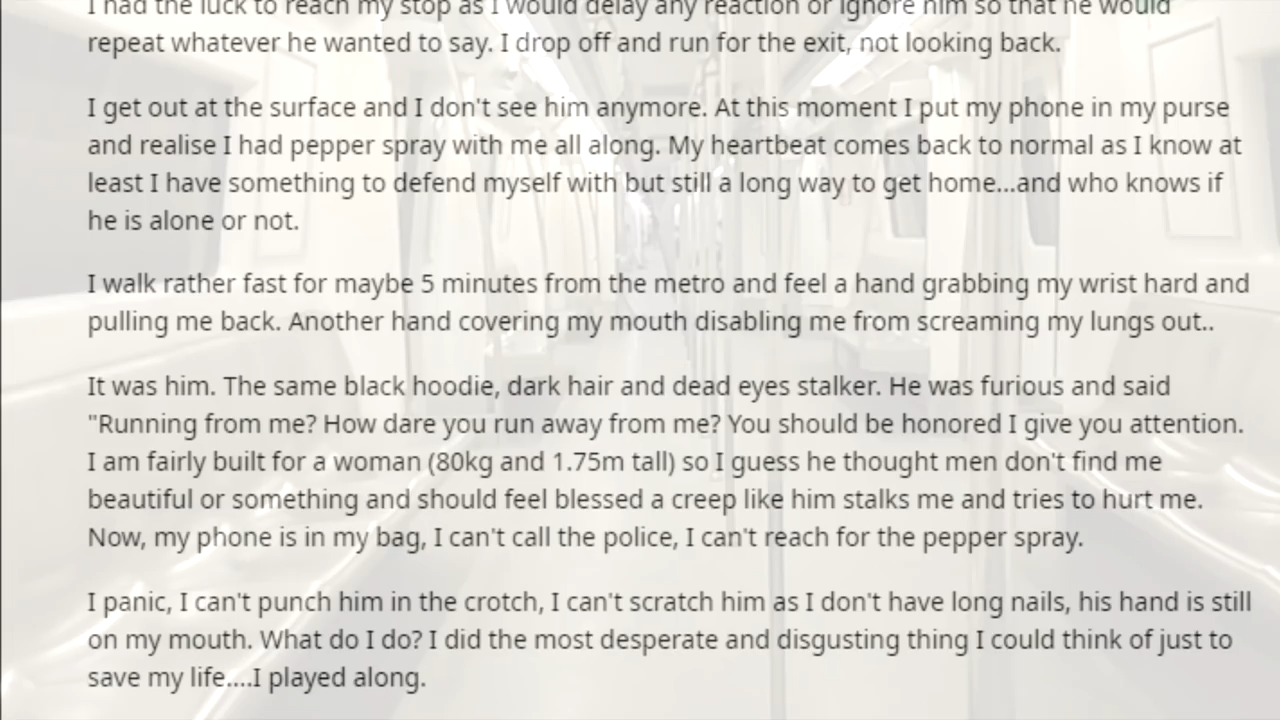 I had the luck to reach my stop as I would delay any reaction or ignore him so that he would
repeat whatever he wanted to say. I drop off and run for the exit, not looking back.
I get out at the surface and I don't see him anymore. At this moment I put my phone in my purse
and realise I had pepper spray with me all along. My heartbeat comes back to normal as I know at
least I have something to defend myself with but still a long way to get home...and who knows if
he is alone or not.
I walk rather fast for maybe 5 minutes from the metro and feel a hand grabbing my wrist hard and
pulling me back. Another hand covering my mouth disabling me from screaming my lungs out..
It was him. The same black hoodie, dark hair and dead eyes stalker. He was furious and said
"Running from me? How dare you run away from me? You should be honored I give you attention.
I am fairly built for a woman (80kg and 1.75m tall) so I guess he thought men don't find me
beautiful or something and should feel blessed a creep like him stalks me and tries to hurt me.
Now, my phone is in my bag, I can't call the police, I can't reach for the pepper spray.
I panic, I can't punch him in the crotch, I can't scratch him as I don't have long nails, his hand is still
on my mouth. What do I do? I did the most desperate and disgusting thing I could think of just to
save my life....I played along.